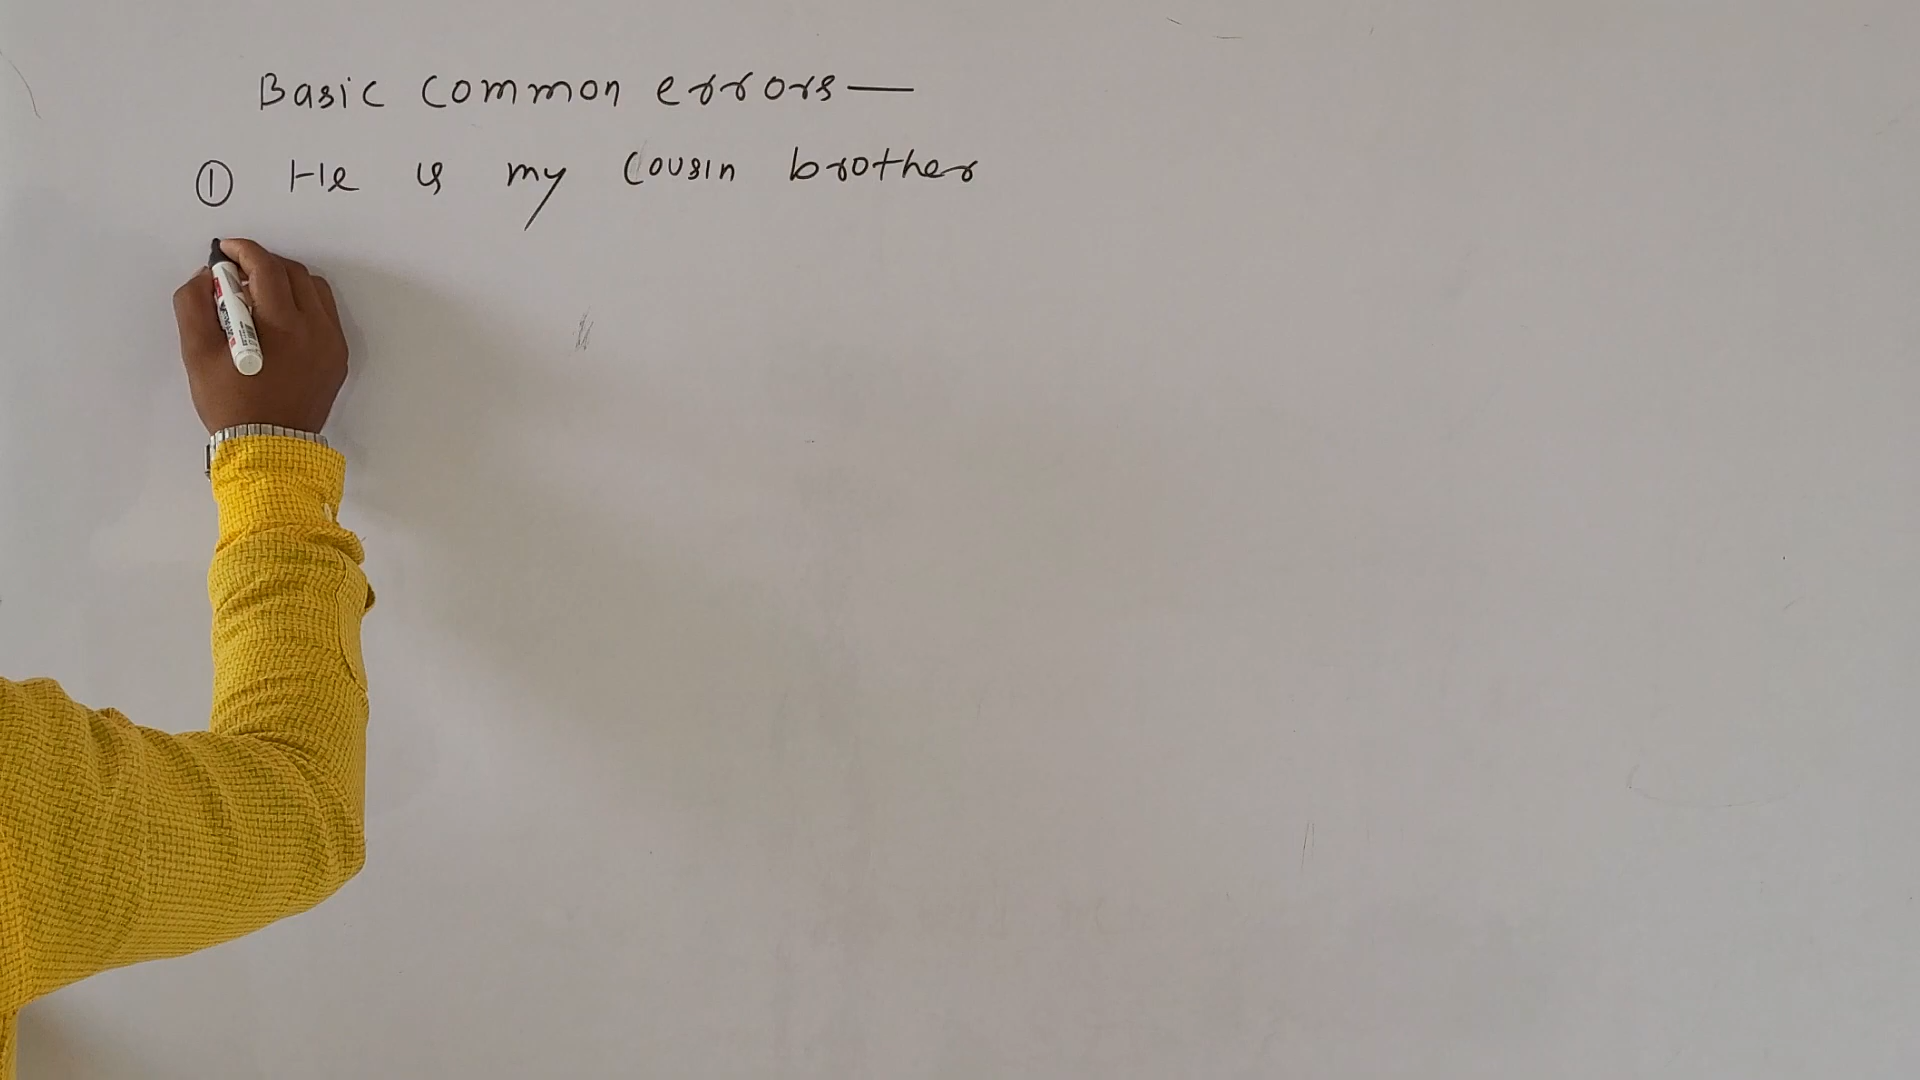 Basic common errors —
① He is my cousin brother